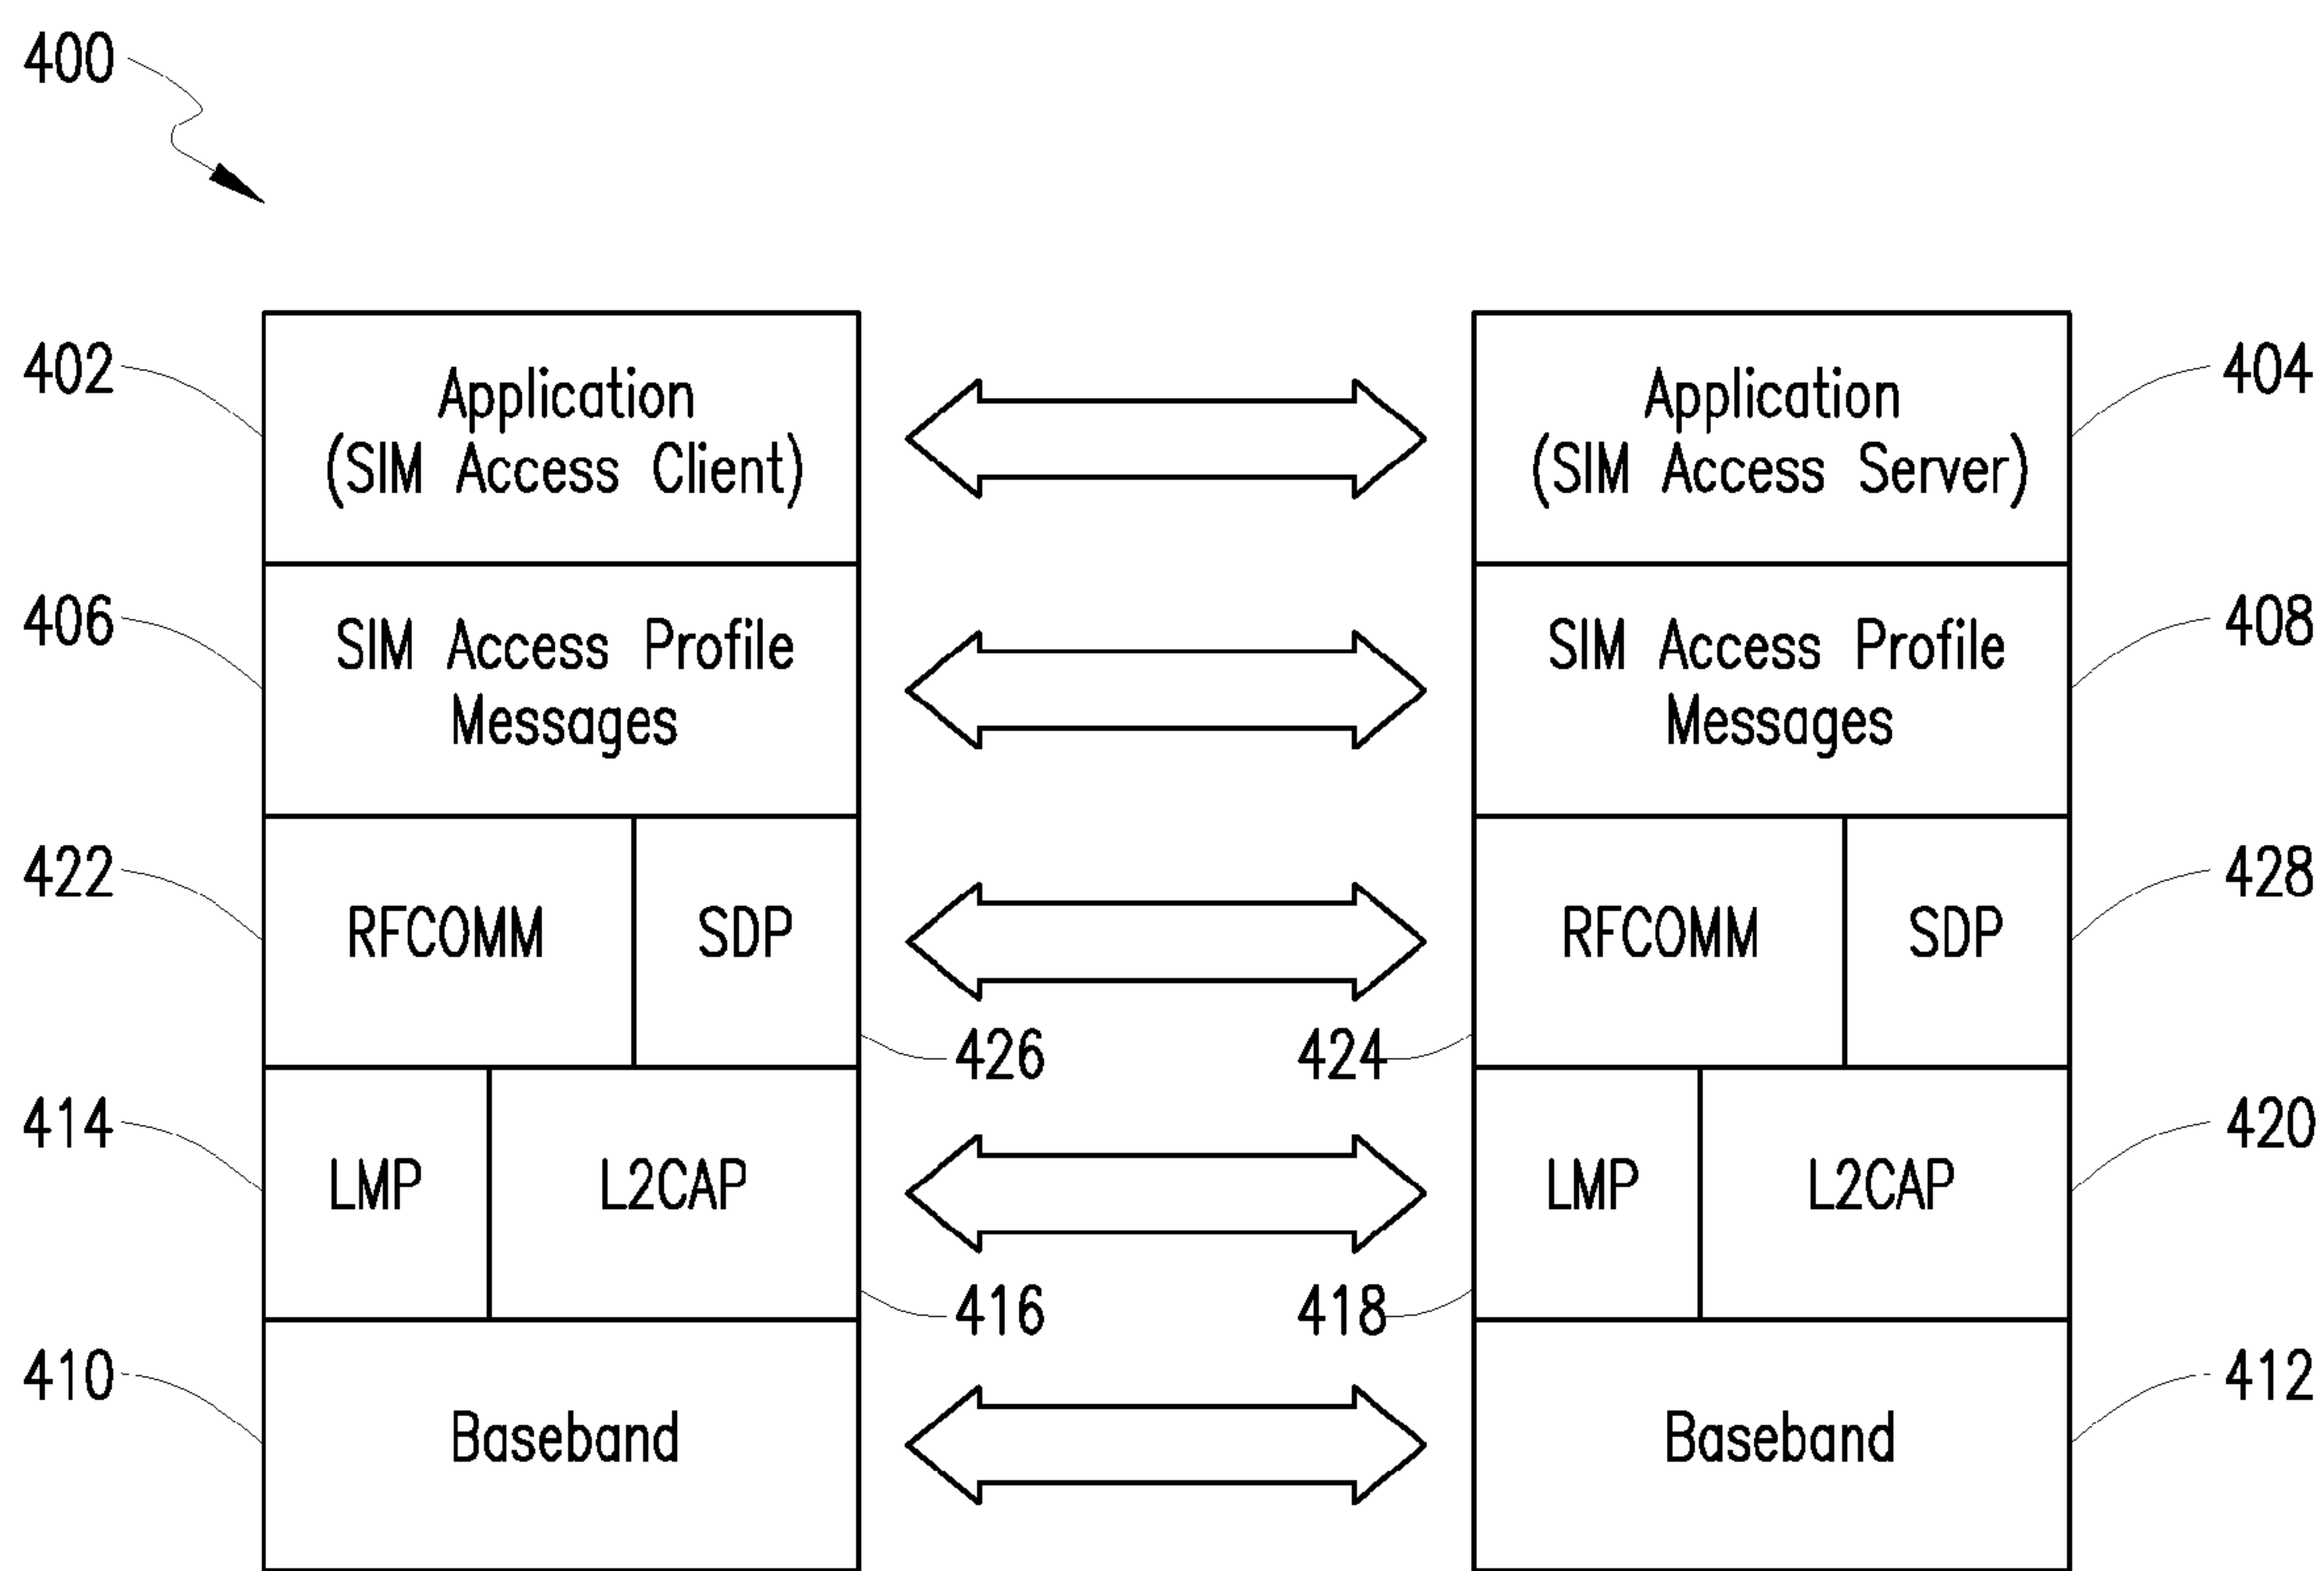 400
402
Application
(SIM Access Client)
Application
(SIM Access Server)
404
406
SIM Access Profile
Messages
SIM Access Profile
Messages
408
422
RFCOMM
SDP
RFCOMM
SDP
428
426
424
414
LMP
L2CAP
LMP
L2CAP
420
416
418
410
Baseband
Baseband
412